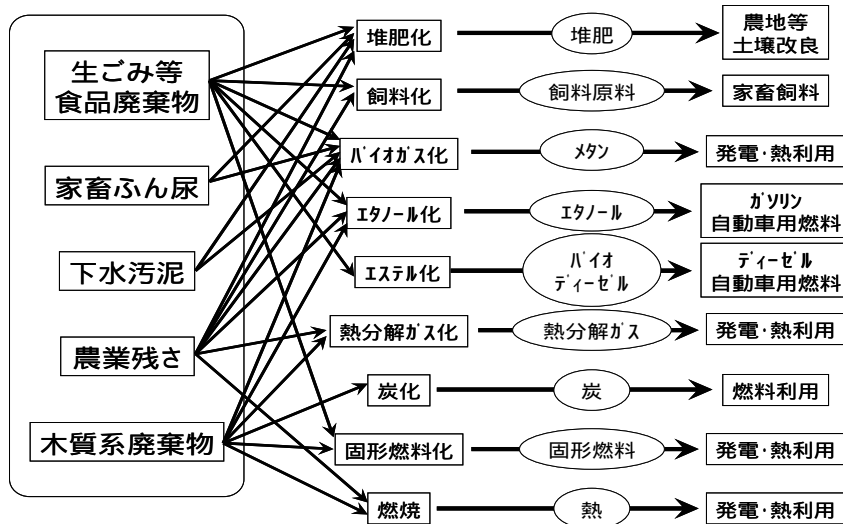 生ごみ等
食品廃棄物
家畜ふん尿
下水汚泥
農業残さ
木質系廃棄物
堆肥化
堆肥
農地等
土壌改良
飼料化
飼料原料
家畜飼料
ﾊﾞｲｵｶﾞｽ化
ﾒﾀﾝ
発電･熱利用
ｴﾀﾉｰﾙ化
ｴﾀﾉｰﾙ
ｶﾞｿﾘﾝ
自動車用燃料
ｴｽﾃﾙ化
ﾊﾞｲｵ
ﾃﾞｨｰｾﾞﾙ
ﾃﾞｨｰｾﾞﾙ
自動車用燃料
熱分解ｶﾞｽ化
熱分解ｶﾞｽ
発電･熱利用
炭化
炭
燃料利用
固形燃料化
固形燃料
発電･熱利用
燃焼
熱
発電･熱利用